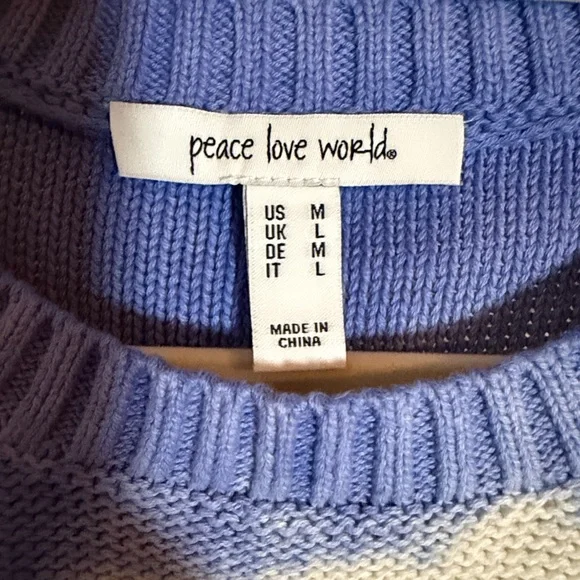 peace love world®
US M
UK L
DE M
IT L
MADE IN
CHINA